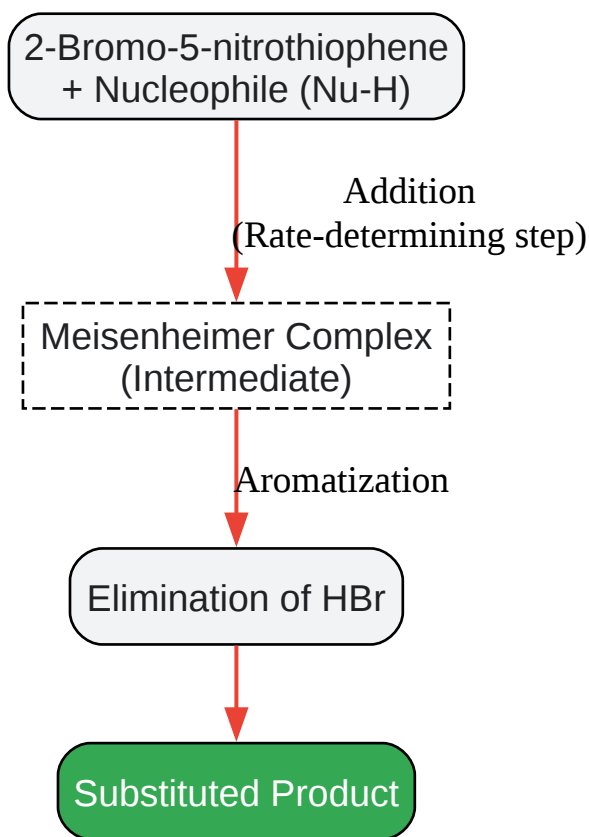 2-Bromo-5-nitrothiophene
+ Nucleophile (Nu-H)
Addition
(Rate-determining step)
Meisenheimer Complex
(Intermediate)
Aromatization
Elimination of HBr
Substituted Product